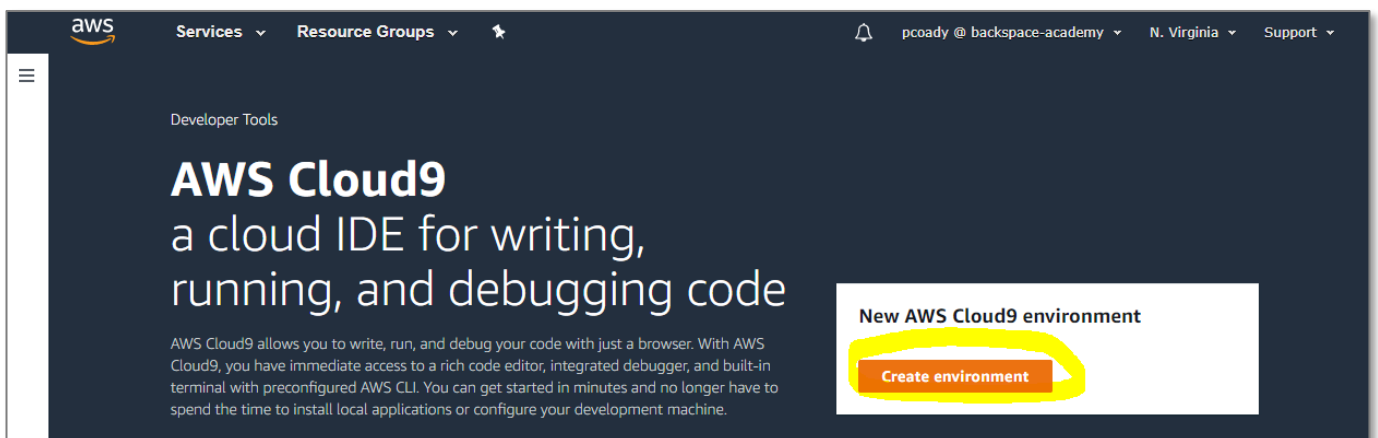 aws Services Resource Groups pcoady @ backspace-academy N. Virginia Support
Developer Tools
AWS Cloud9
a cloud IDE for writing,
running, and debugging code
AWS Cloud9 allows you to write, run, and debug your code with just a browser. With AWS
Cloud9, you have immediate access to a rich code editor, integrated debugger, and built-in
terminal with preconfigured AWS CLI. You can get started in minutes and no longer have to
spend the time to install local applications or configure your development machine.
New AWS Cloud9 environment
Create environment